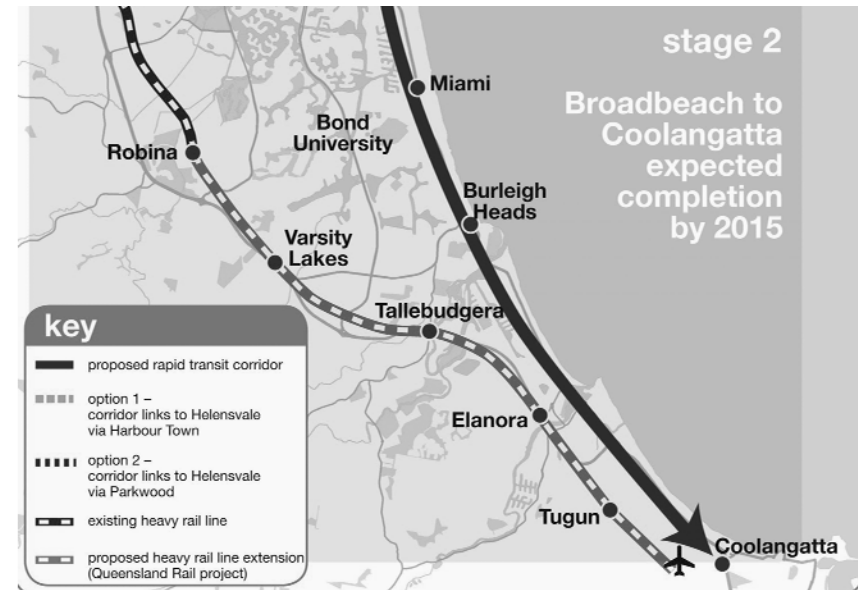 stage 2
Broadbeach to
Coolangatta
expected
completion
by 2015
Miami
Bond
University
Robina
Burleigh
Heads
Varsity
Lakes
Tallebudgera
Elanora
Tugun
Coolangatta
key
proposed rapid transit corridor
option 1 –
corridor links to Helensvale
via Harbour Town
option 2 –
corridor links to Helensvale
via Parkwood
existing heavy rail line
proposed heavy rail line extension
(Queensland Rail project)